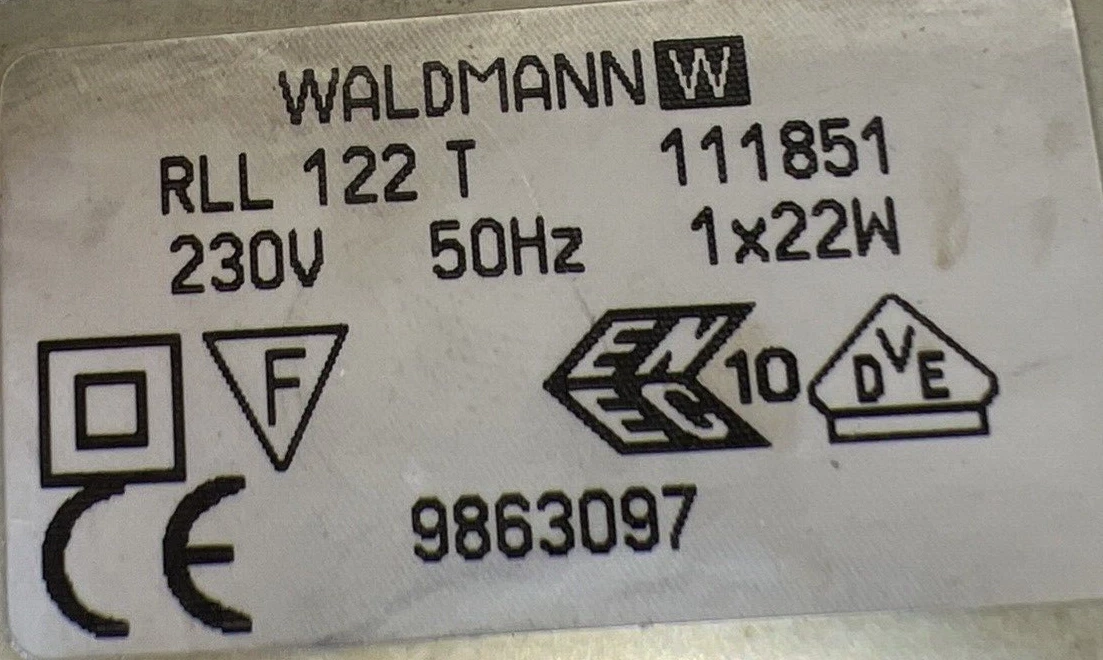 WALDMANN W
RLL 122 T 111851
230V 50Hz 1x22W
F ENEC 10 DVE
CE
9863097